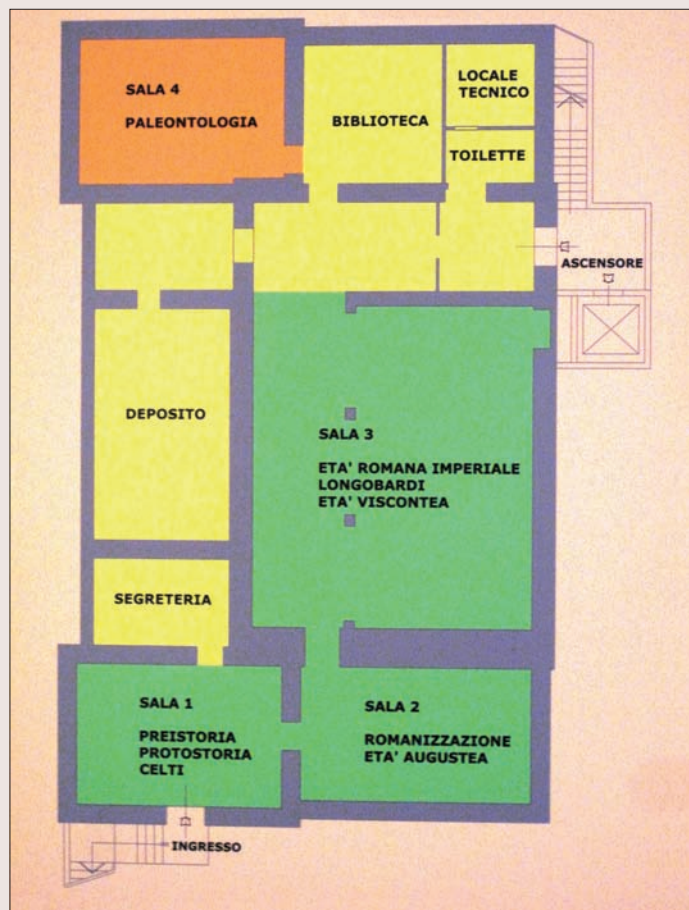 SALA 4
PALEONTOLOGIA
BIBLIOTECA
LOCALE
TECNICO
TOILETTE
ASCENSORE
DEPOSITO
SALA 3
ETA' ROMANA IMPERIALE
LONGOBARDI
ETA' VISCONTEA
SEGRETERIA
SALA 1
PREISTORIA
PROTOSTORIA
CELTI
SALA 2
ROMANIZZAZIONE
ETA' AUGUSTEA
INGRESSO